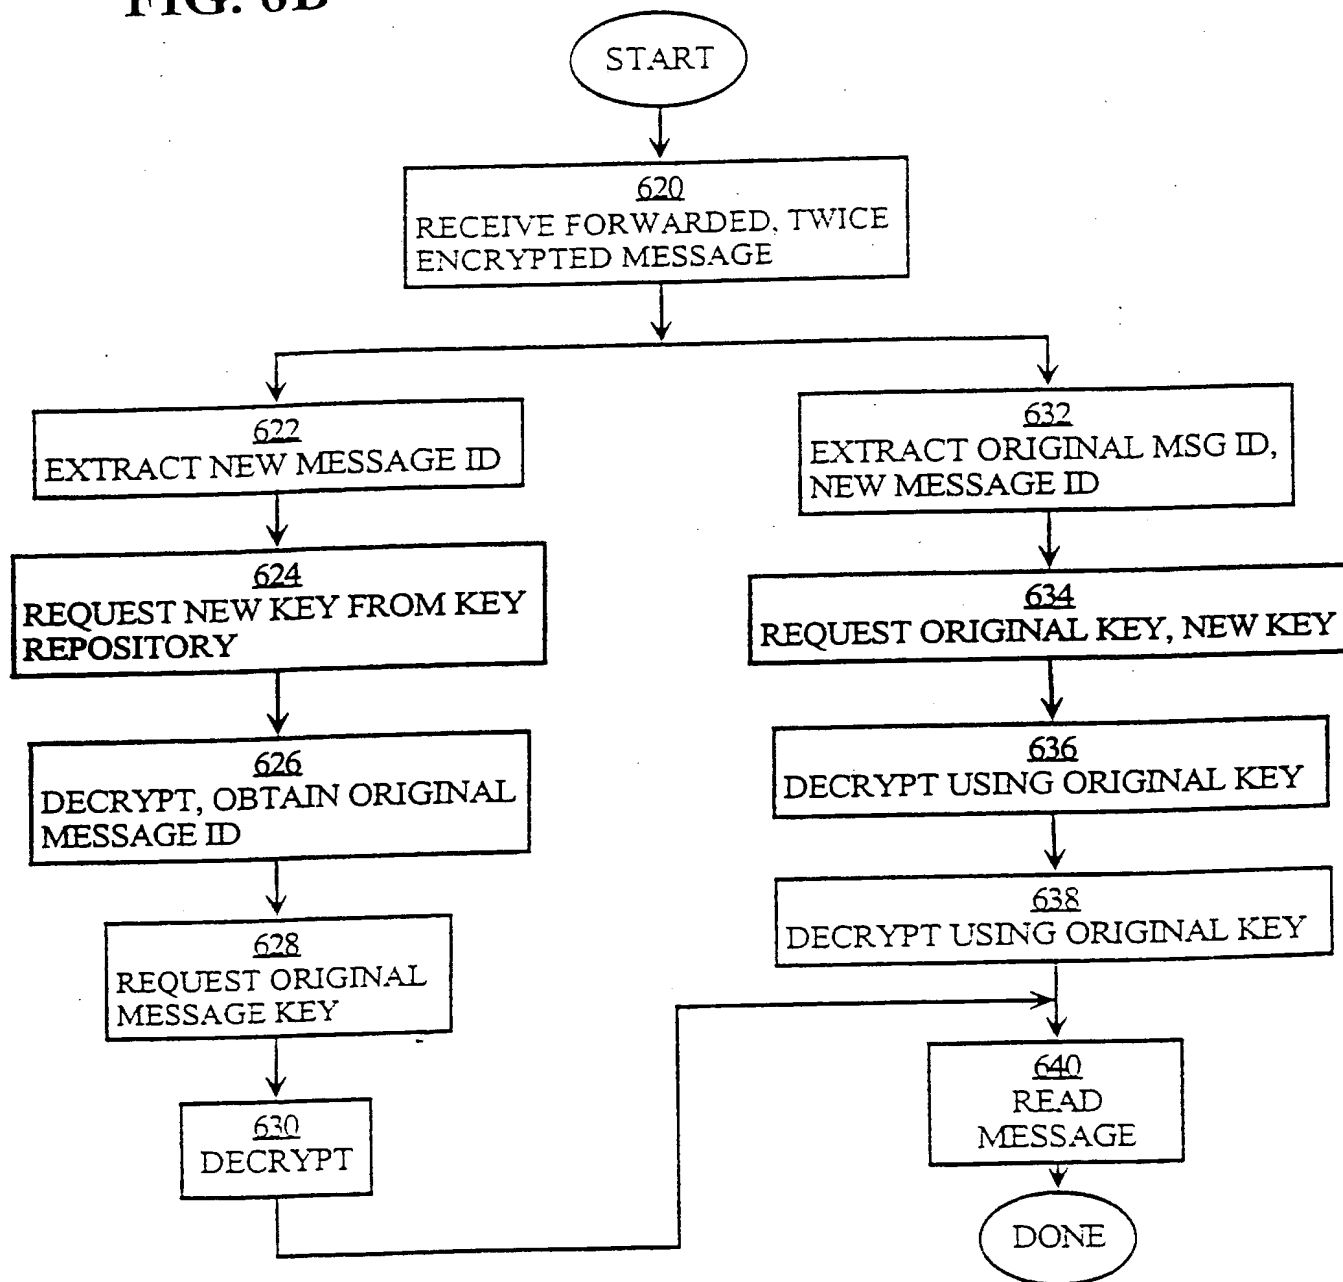 FIG. 6B
START
620
RECEIVE FORWARDED, TWICE
ENCRYPTED MESSAGE
622
EXTRACT NEW MESSAGE ID
624
REQUEST NEW KEY FROM KEY
REPOSITORY
626
DECRYPT, OBTAIN ORIGINAL
MESSAGE ID
628
REQUEST ORIGINAL
MESSAGE KEY
630
DECRYPT
632
EXTRACT ORIGINAL MSG ID,
NEW MESSAGE ID
634
REQUEST ORIGINAL KEY, NEW KEY
636
DECRYPT USING ORIGINAL KEY
638
DECRYPT USING ORIGINAL KEY
640
READ
MESSAGE
DONE